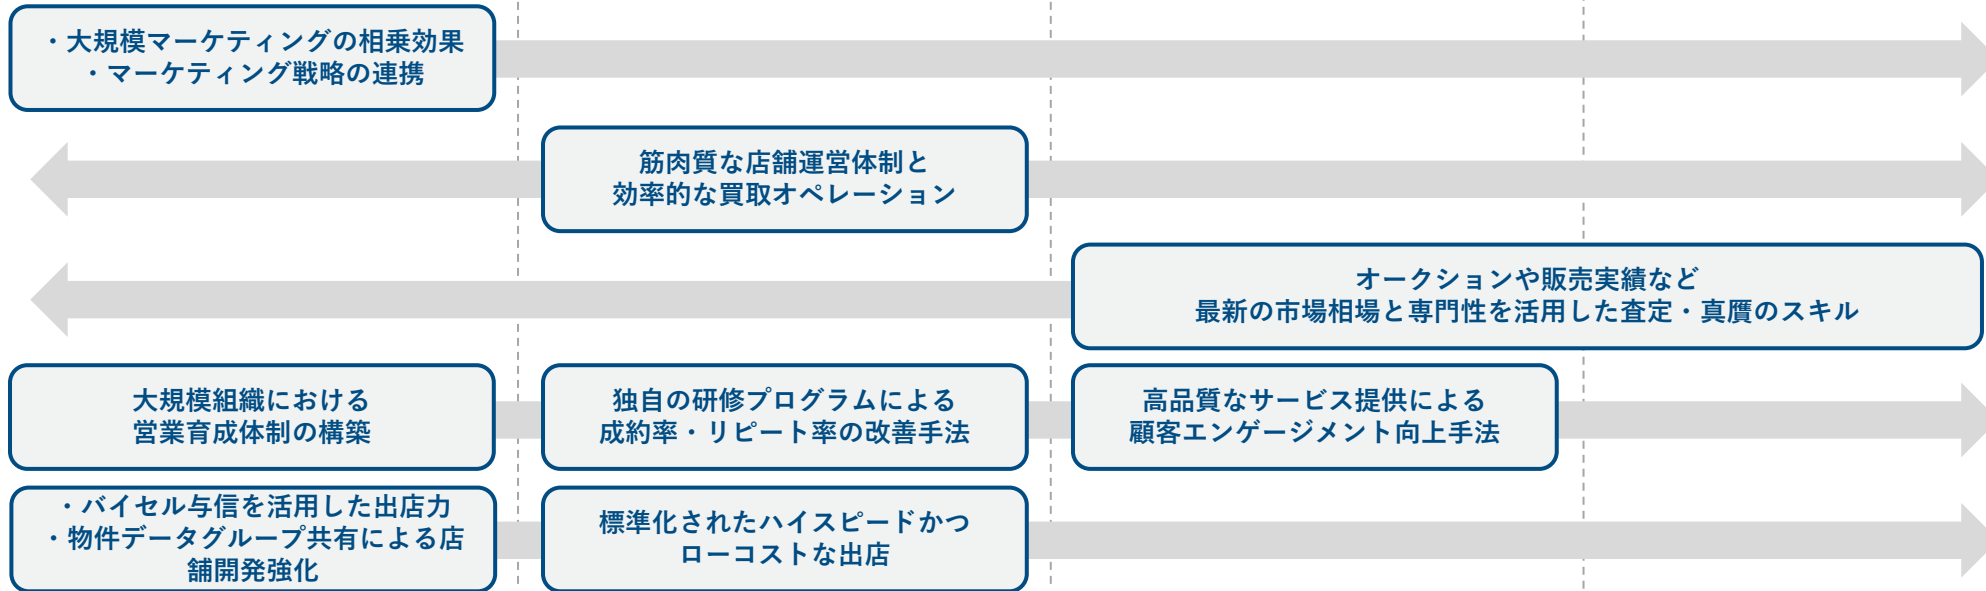 ・大規模マーケティングの相乗効果
・マーケティング戦略の連携
筋肉質な店舗運営体制と
効率的な買取オペレーション
オークションや販売実績など
最新の市場相場と専門性を活用した査定・真贋のスキル
大規模組織における
営業育成体制の構築
独自の研修プログラムによる
成約率・リピート率の改善手法
高品質なサービス提供による
顧客エンゲージメント向上手法
・バイセル与信を活用した出店力
・物件データグループ共有による店
舗開発強化
標準化されたハイスピードかつ
ローコストな出店